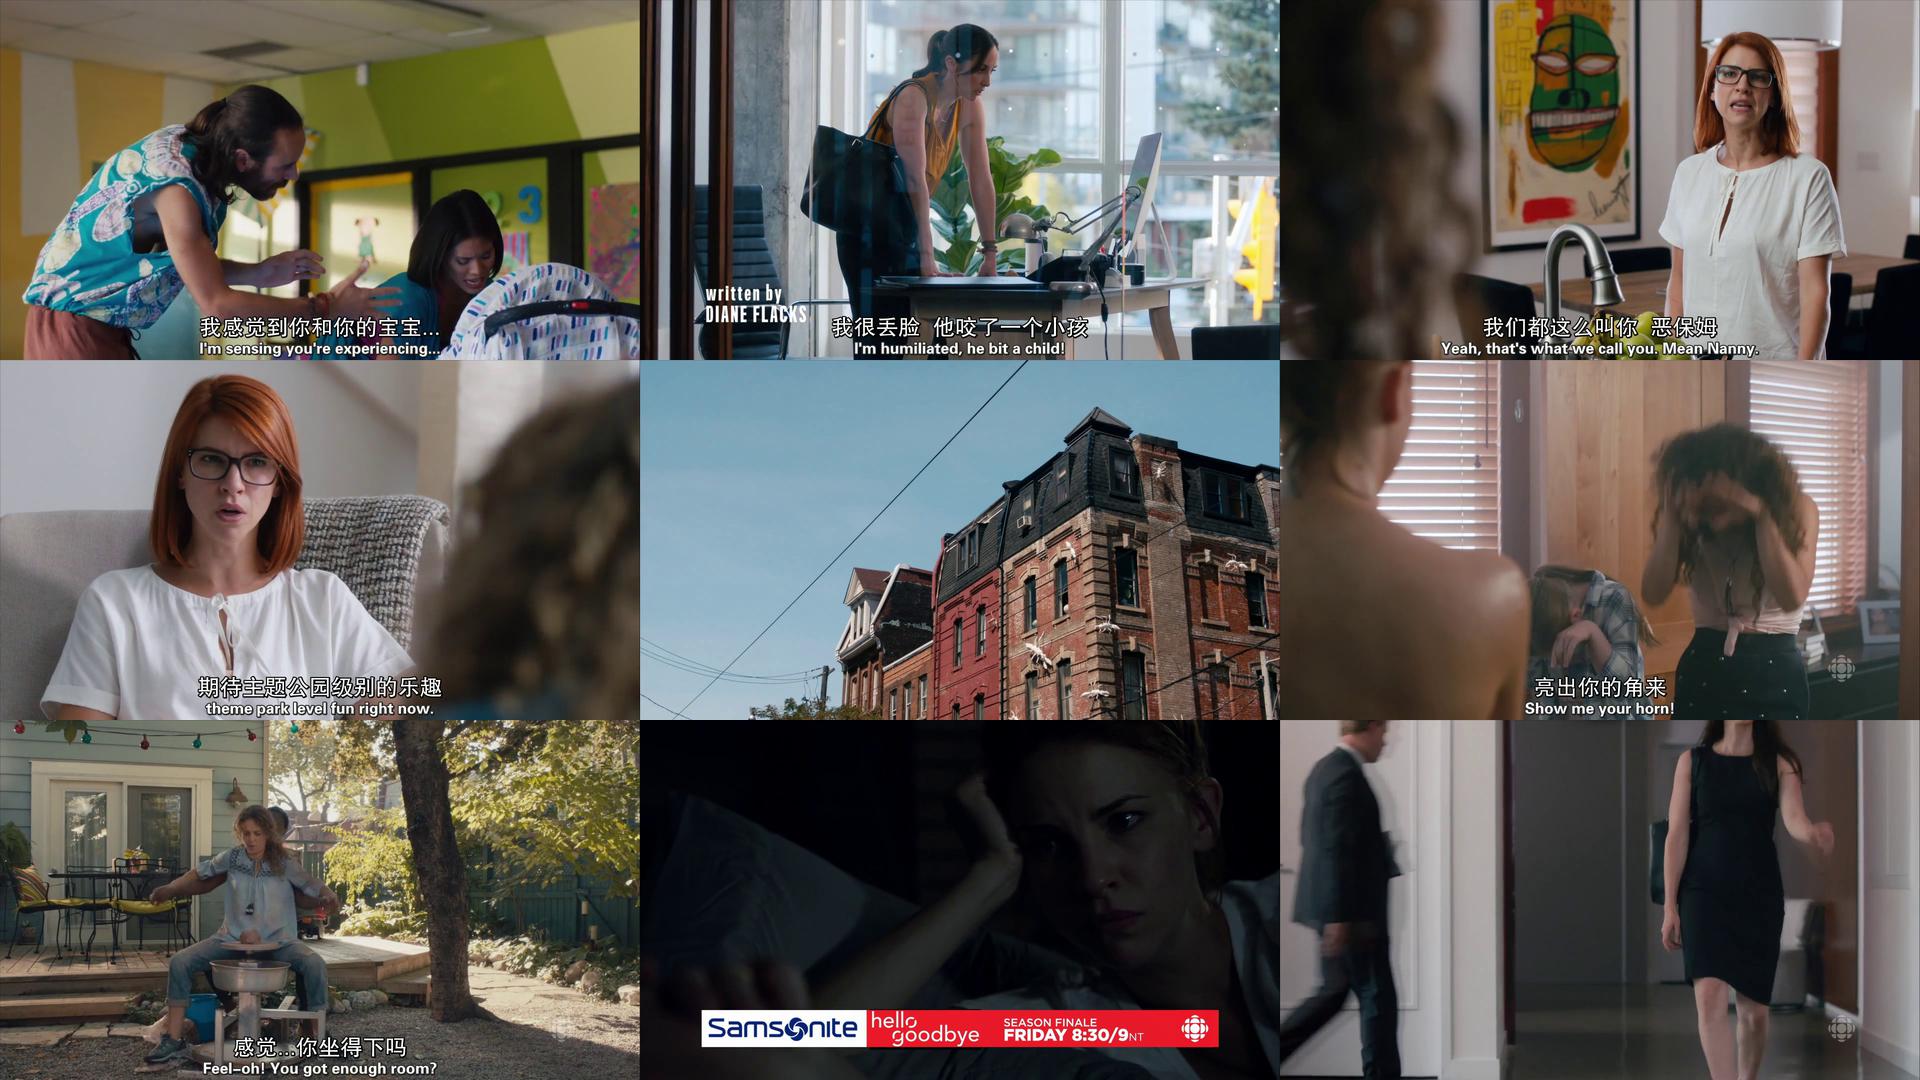 我感觉到你和你的宝宝...
I'm sensing you're experiencing...
written by
DIANE FLACKS
我很丢脸 他咬了一个小孩
I'm humiliated, he bit a child!
我们都这么叫你 恶保姆
Yeah, that's what we call you. Mean Nanny.
期待主题公园级别的乐趣
theme park level fun right now.
亮出你的角来
Show me your horn!
感觉...你坐得下吗
Feel-oh! You got enough room?
Samsonite
hello
goodbye
SEASON FINALE
FRIDAY 8:30/9NT